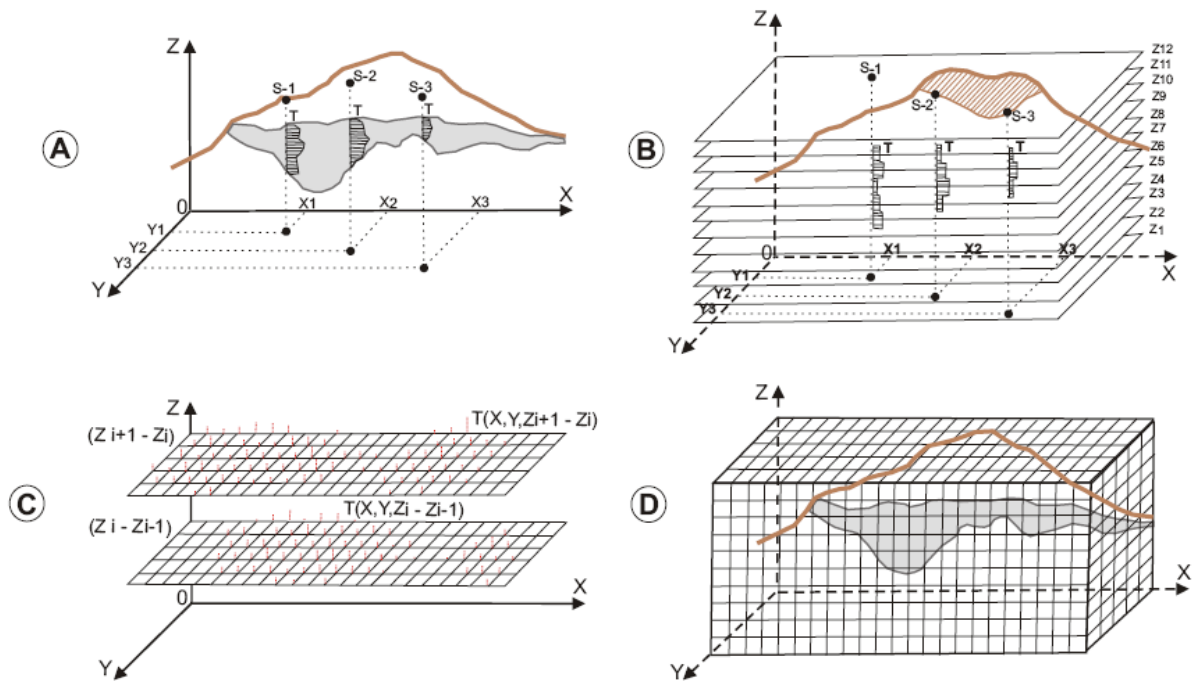 Z
S-1
S-2
S-3
T
T
T
A
X
0
X1
X2
X3
Y1
Y2
Y3
Y
Z
Z12
Z11
Z10
Z9
Z8
Z7
Z6
Z5
Z4
Z3
Z2
Z1
S-1
S-2
S-3
T
T
T
B
0
X1
X2
X3
X
Y1
Y2
Y3
Y
Z
(Z i+1 - Zi)
T(X,Y,Zi+1 - Zi)
C
(Z i - Zi-1)
T(X,Y,Zi - Zi-1)
0
X
Y
Z
D
X
Y